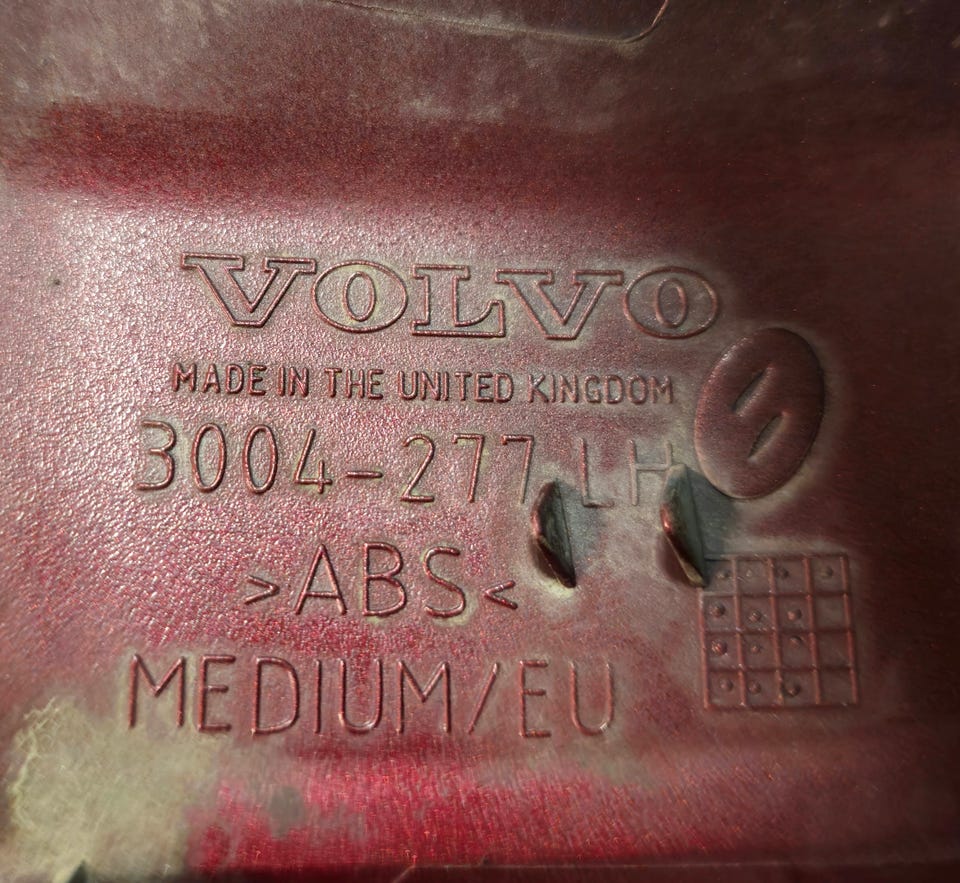 VOLVO
MADE IN THE UNITED KINGDOM
3004-277 LH
>ABS<
MEDIUM/EU